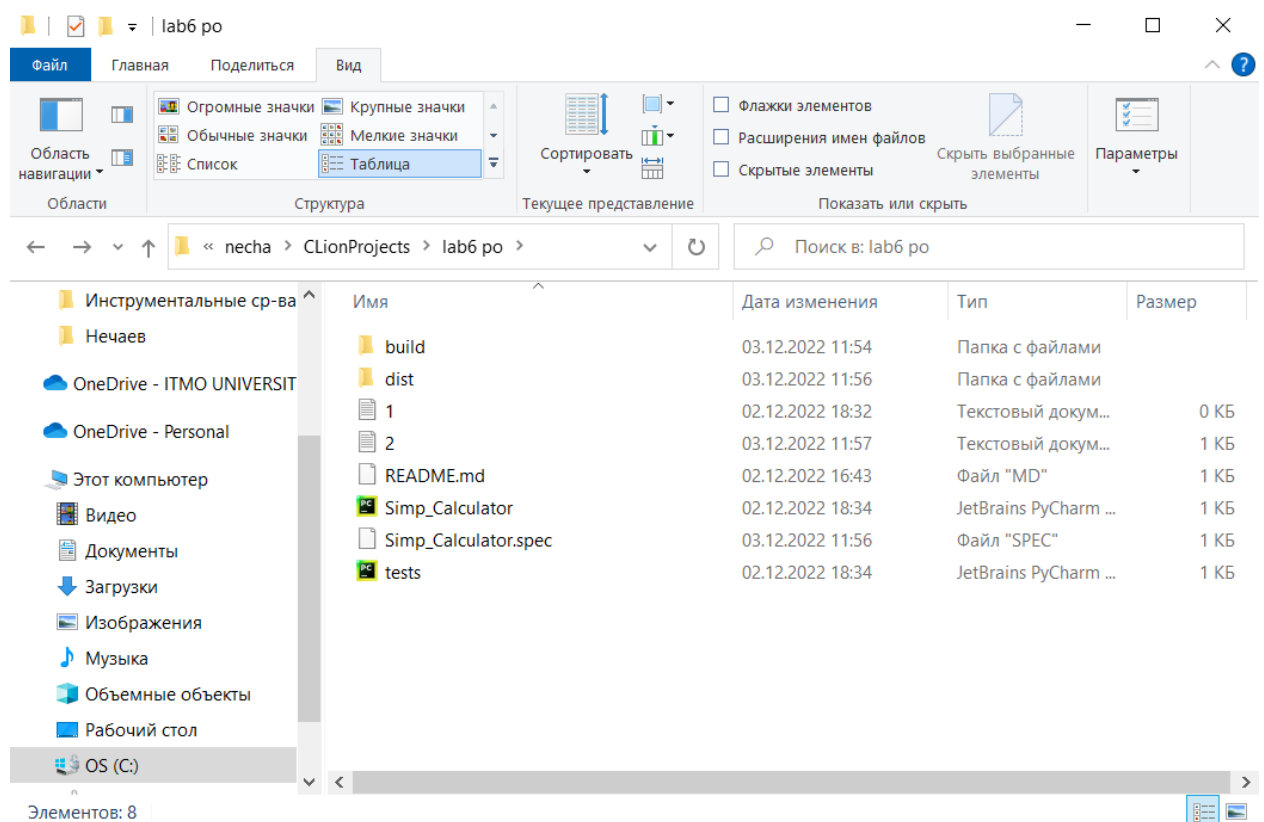 lab6 po
Файл Главная Поделиться Вид
Огромные значки Крупные значки
Обычные значки Мелкие значки
Список Таблица
Область навигации
Области
Структура
Сортировать
Текущее представление
Флажки элементов
Расширения имен файлов
Скрытые элементы
Скрыть выбранные элементы
Показать или скрыть
Параметры
« necha > CLionProjects > lab6 po >
Поиск в: lab6 po
Инструментальные ср-ва
Нечаев
OneDrive - ITMO UNIVERSIT
OneDrive - Personal
Этот компьютер
Видео
Документы
Загрузки
Изображения
Музыка
Объемные объекты
Рабочий стол
OS (C:)
Имя Дата изменения Тип Размер
build 03.12.2022 11:54 Папка с файлами
dist 03.12.2022 11:56 Папка с файлами
1 02.12.2022 18:32 Текстовый докум... 0 КБ
2 03.12.2022 11:57 Текстовый докум... 1 КБ
README.md 02.12.2022 16:43 Файл "MD" 1 КБ
Simp_Calculator 02.12.2022 18:34 JetBrains PyCharm ... 1 КБ
Simp_Calculator.spec 03.12.2022 11:56 Файл "SPEC" 1 КБ
tests 02.12.2022 18:34 JetBrains PyCharm ... 1 КБ
Элементов: 8